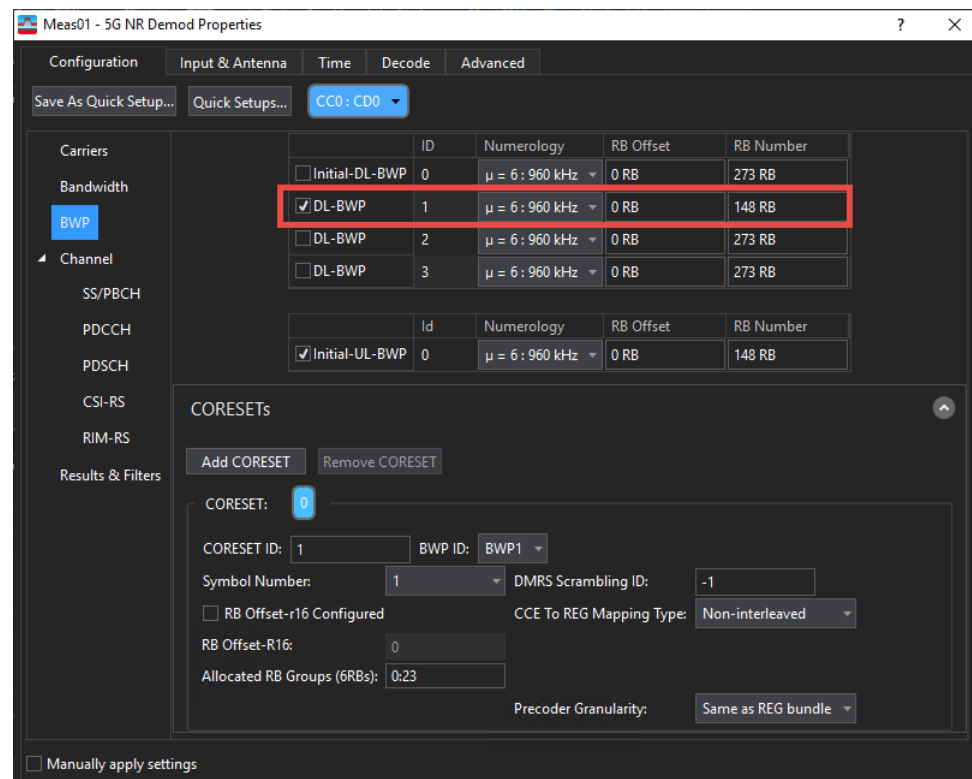 Meas01 - 5G NR Demod Properties ? ✕
Configuration Input & Antenna Time Decode Advanced
Save As Quick Setup... Quick Setups... CC0 : CD0
Carriers
Bandwidth
BWP
Channel
SS/PBCH
PDCCH
PDSCH
CSI-RS
RIM-RS
Results & Filters
ID Numerology RB Offset RB Number
Initial-DL-BWP 0 μ = 6 : 960 kHz 0 RB 273 RB
DL-BWP 1 μ = 6 : 960 kHz 0 RB 148 RB
DL-BWP 2 μ = 6 : 960 kHz 0 RB 273 RB
DL-BWP 3 μ = 6 : 960 kHz 0 RB 273 RB
Id Numerology RB Offset RB Number
Initial-UL-BWP 0 μ = 6 : 960 kHz 0 RB 148 RB
CORESETs
Add CORESET Remove CORESET
CORESET: 0
CORESET ID: 1 BWP ID: BWP1
Symbol Number: 1 DMRS Scrambling ID: -1
RB Offset-r16 Configured CCE To REG Mapping Type: Non-interleaved
RB Offset-R16: 0
Allocated RB Groups (6RBs): 0:23
Precoder Granularity: Same as REG bundle
Manually apply settings